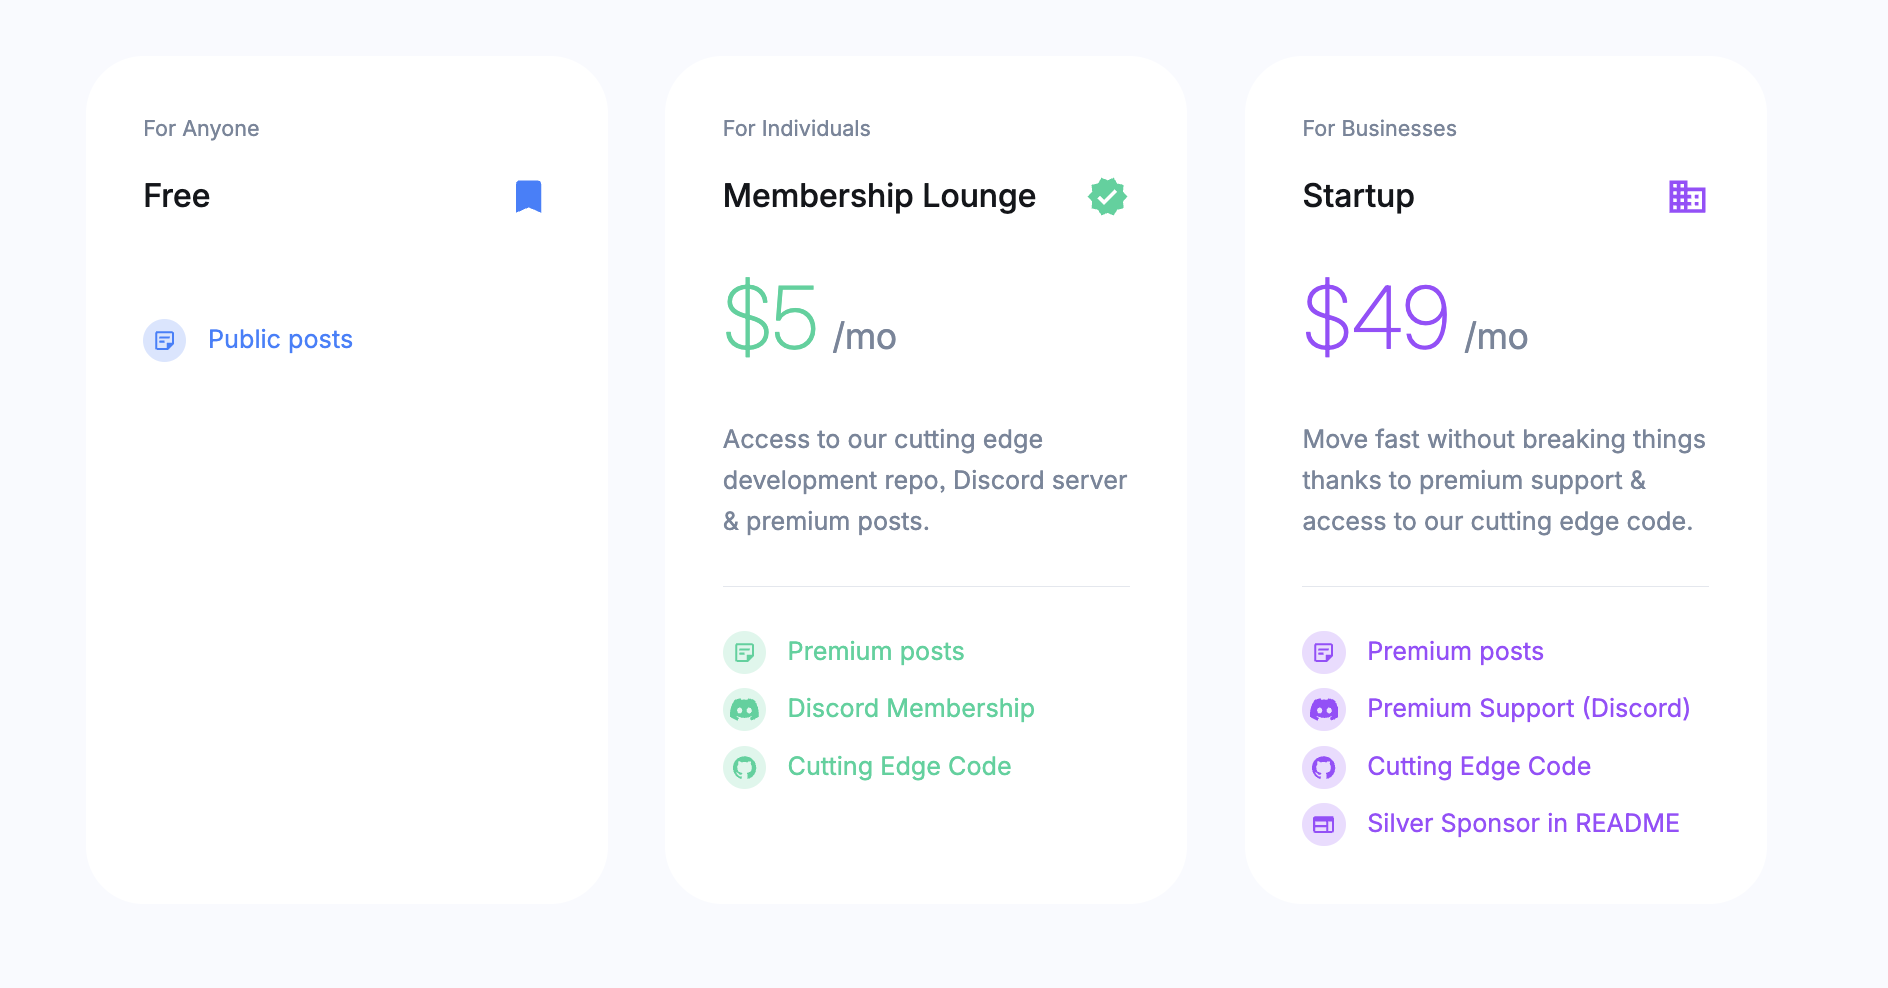 For Anyone
Free
Public posts
For Individuals
Membership Lounge
$5 /mo
Access to our cutting edge
development repo, Discord server
& premium posts.
Premium posts
Discord Membership
Cutting Edge Code
For Businesses
Startup
$49 /mo
Move fast without breaking things
thanks to premium support &
access to our cutting edge code.
Premium posts
Premium Support (Discord)
Cutting Edge Code
Silver Sponsor in README